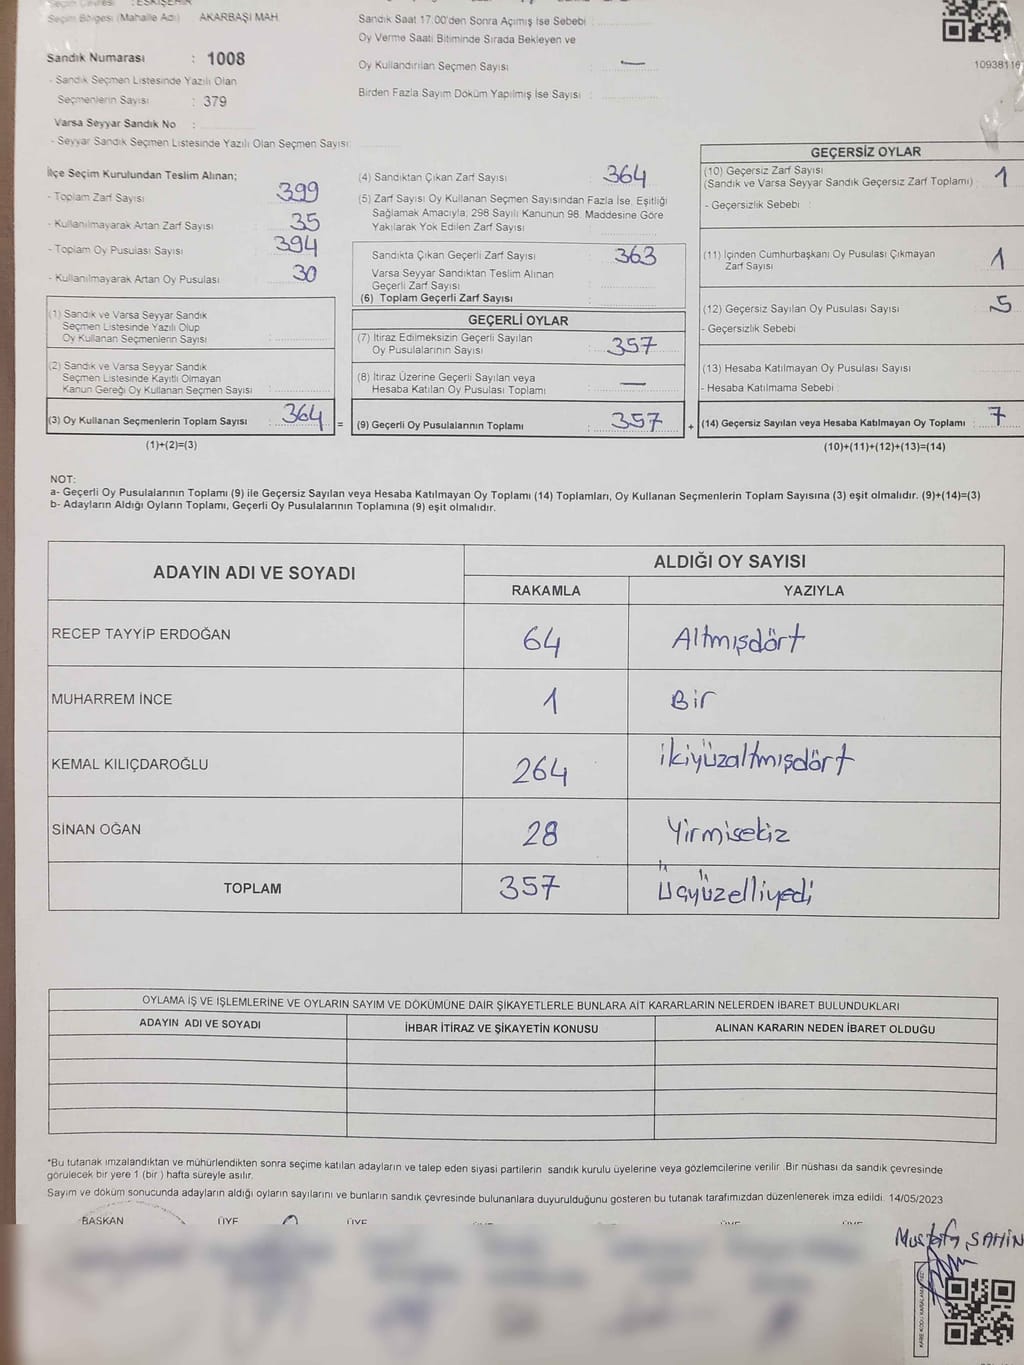 Seçim Çevresi : ESKİŞEHİR
Seçim Bölgesi (Mahalle Adı) AKARBAŞI MAH.
Sandık Numarası : 1008
- Sandık Seçmen Listesinde Yazılı Olan
Seçmenlerin Sayısı : 379
Varsa Seyyar Sandık No :
- Seyyar Sandık Seçmen Listesinde Yazılı Olan Seçmen Sayısı:
Sandık Saat 17.00'den Sonra Açımış İse Sebebi :
Oy Verme Saati Bitiminde Sırada Bekleyen ve
Oy Kullandırılan Seçmen Sayısı : —
Birden Fazla Sayım Döküm Yapılmış İse Sayısı :
10938116
İlçe Seçim Kurulundan Teslim Alınan;
- Toplam Zarf Sayısı : 399
- Kullanılmayarak Artan Zarf Sayısı : 35
- Toplam Oy Pusulası Sayısı : 394
- Kullanılmayarak Artan Oy Pusulası : 30
(1) Sandık ve Varsa Seyyar Sandık
Seçmen Listesinde Yazılı Olup
Oy Kullanan Seçmenlerin Sayısı :
(2) Sandık ve Varsa Seyyar Sandık
Seçmen Listesinde Kayıtlı Olmayan
Kanun Gereği Oy Kullanan Seçmen Sayısı :
(3) Oy Kullanan Seçmenlerin Toplam Sayısı : 364
(1)+(2)=(3)
=
(4) Sandıktan Çıkan Zarf Sayısı : 364
(5) Zarf Sayısı Oy Kullanan Seçmen Sayısından Fazla İse, Eşitliği
Sağlamak Amacıyla; 298 Sayılı Kanunun 98. Maddesine Göre
Yakılarak Yok Edilen Zarf Sayısı :
Sandıkta Çıkan Geçerli Zarf Sayısı : 363
Varsa Seyyar Sandıktan Teslim Alınan
Geçerli Zarf Sayısı :
(6) Toplam Geçerli Zarf Sayısı :
GEÇERLİ OYLAR
(7) İtiraz Edilmeksizin Geçerli Sayılan
Oy Pusulalarının Sayısı : 357
(8) İtiraz Üzerine Geçerli Sayılan veya
Hesaba Katılan Oy Pusulası Toplamı : —
(9) Geçerli Oy Pusulalarının Toplamı : 357
+
GEÇERSİZ OYLAR
(10) Geçersiz Zarf Sayısı
(Sandık ve Varsa Seyyar Sandık Geçersiz Zarf Toplamı) : 1
- Geçersizlik Sebebi :
(11) İçinden Cumhurbaşkanı Oy Pusulası Çıkmayan
Zarf Sayısı : 1
(12) Geçersiz Sayılan Oy Pusulası Sayısı : 5
- Geçersizlik Sebebi :
(13) Hesaba Katılmayan Oy Pusulası Sayısı :
- Hesaba Katılmama Sebebi :
(14) Geçersiz Sayılan veya Hesaba Katılmayan Oy Toplamı : 7
(10)+(11)+(12)+(13)=(14)
NOT:
a- Geçerli Oy Pusulalarının Toplamı (9) ile Geçersiz Sayılan veya Hesaba Katılmayan Oy Toplamı (14) Toplamları, Oy Kullanan Seçmenlerin Toplam Sayısına (3) eşit olmalıdır. (9)+(14)=(3)
b- Adayların Aldığı Oyların Toplamı, Geçerli Oy Pusulalarının Toplamına (9) eşit olmalıdır.
ADAYIN ADI VE SOYADI
ALDIĞI OY SAYISI
RAKAMLA YAZIYLA
RECEP TAYYİP ERDOĞAN 64 Altmışdört
MUHARREM İNCE 1 Bir
KEMAL KILIÇDAROĞLU 264 ikiyüzaltmışdört
SİNAN OĞAN 28 Yirmisekiz
TOPLAM 357 Üçyüzelliyedi
OYLAMA İŞ VE İŞLEMLERİNE VE OYLARIN SAYIM VE DÖKÜMÜNE DAİR ŞİKAYETLERLE BUNLARA AİT KARARLARIN NELERDEN İBARET BULUNDUKLARI
ADAYIN ADI VE SOYADI İHBAR İTİRAZ VE ŞİKAYETİN KONUSU ALINAN KARARIN NEDEN İBARET OLDUĞU
*Bu tutanak imzalandıktan ve mühürlendikten sonra seçime katılan adayların ve talep eden siyasi partilerin sandık kurulu üyelerine veya gözlemcilerine verilir. Bir nüshası da sandık çevresinde
görülecek bir yere 1 (bir ) hafta süreyle asılır.
Sayım ve döküm sonucunda adayların aldığı oyların sayılarını ve bunların sandık çevresinde bulunanlara duyurulduğunu gösteren bu tutanak tarafımızdan düzenlenerek imza edildi. 14/05/2023
BAŞKAN ÜYE ÜYE ÜYE ÜYE
Mustafa ŞAHİN